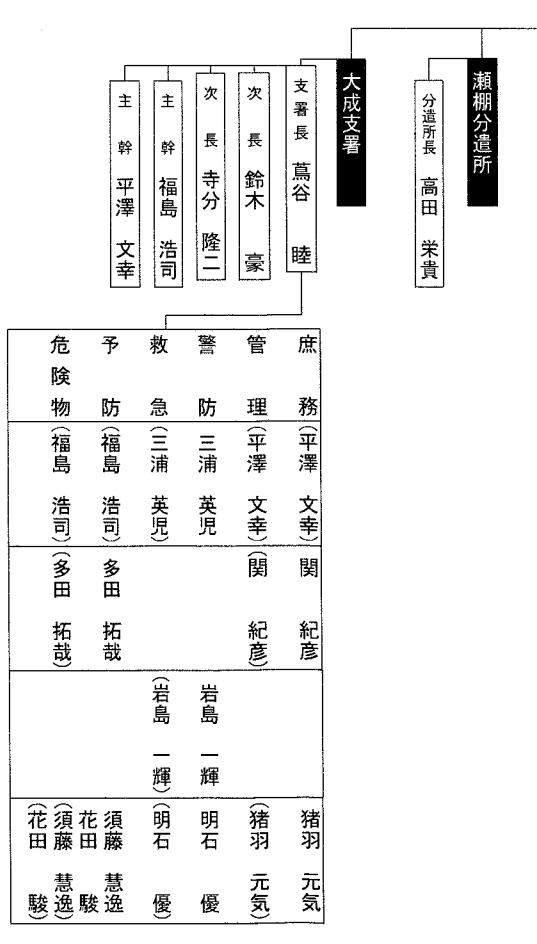 瀬棚分遣所
分遣所長 高田 栄貴
大成支署
支署長 蔦谷 睦
次長 鈴木 豪
次長 寺分 隆二
主幹 福島 浩司
主幹 平澤 文幸
庶務 (平澤 文幸) 関 紀彦 猪羽 元気
管理 (平澤 文幸) (関 紀彦) (猪羽 元気)
警防 三浦 英児 岩島 一輝 明石 優
救急 (三浦 英児) (岩島 一輝) (明石 優)
予防 (福島 浩司) 多田 拓哉 須藤 慧逸
花田 駿
危険物 (福島 浩司) (多田 拓哉) (須藤 慧逸)
(花田 駿)